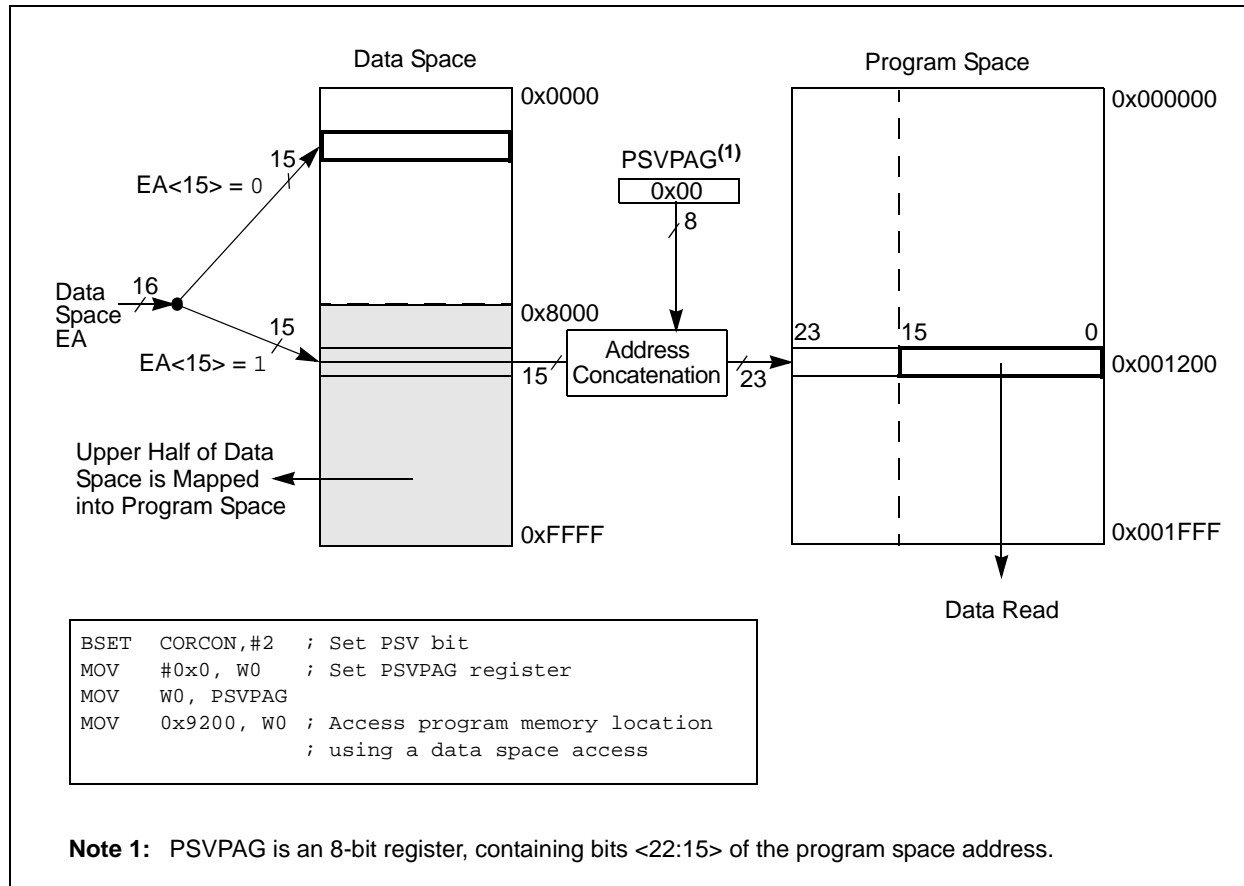 Data Space
Program Space
0x0000
0x000000
15
EA<15> = 0
PSVPAG(1)
0x00
8
16
Data
Space
EA
0x8000
15
EA<15> = 1
15
Address
Concatenation
23
23
15
0
0x001200
Upper Half of Data
Space is Mapped
into Program Space
0xFFFF
0x001FFF
Data Read
BSET CORCON,#2 ; Set PSV bit
MOV #0x0, W0 ; Set PSVPAG register
MOV W0, PSVPAG
MOV 0x9200, W0 ; Access program memory location
; using a data space access
Note 1: PSVPAG is an 8-bit register, containing bits <22:15> of the program space address.